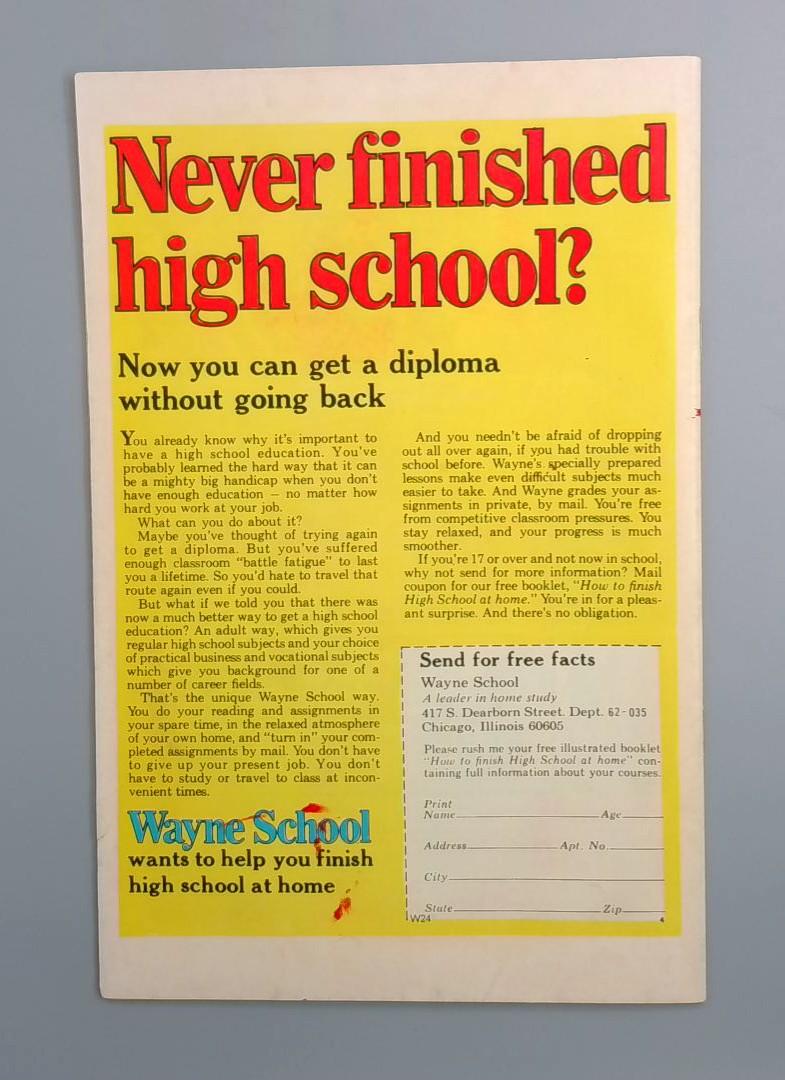 Never finished
high school?
Now you can get a diploma
without going back
You already know why it's important to
have a high school education. You've
probably learned the hard way that it can
be a mighty big handicap when you don't
have enough education — no matter how
hard you work at your job.
What can you do about it?
Maybe you've thought of trying again
to get a diploma. But you've suffered
enough classroom "battle fatigue" to last
you a lifetime. So you'd hate to travel that
route again even if you could.
But what if we told you that there was
now a much better way to get a high school
education? An adult way, which gives you
regular high school subjects and your choice
of practical business and vocational subjects
which give you background for one of a
number of career fields.
That's the unique Wayne School way.
You do your reading and assignments in
your spare time, in the relaxed atmosphere
of your own home, and "turn in" your com-
pleted assignments by mail. You don't have
to give up your present job. You don't
have to study or travel to class at incon-
venient times.
Wayne School
wants to help you finish
high school at home
And you needn't be afraid of dropping
out all over again, if you had trouble with
school before. Wayne's specially prepared
lessons make even difficult subjects much
easier to take. And Wayne grades your as-
signments in private, by mail. You're free
from competitive classroom pressures. You
stay relaxed, and your progress is much
smoother.
If you're 17 or over and not now in school,
why not send for more information? Mail
coupon for our free booklet, "How to finish
High School at home." You're in for a pleas-
ant surprise. And there's no obligation.
Send for free facts
Wayne School
A leader in home study
417 S. Dearborn Street. Dept. 62-035
Chicago, Illinois 60605
Please rush me your free illustrated booklet
"How to finish High School at home" con-
taining full information about your courses.
Print
Name Age
Address Apt. No.
City
State Zip
W24 4